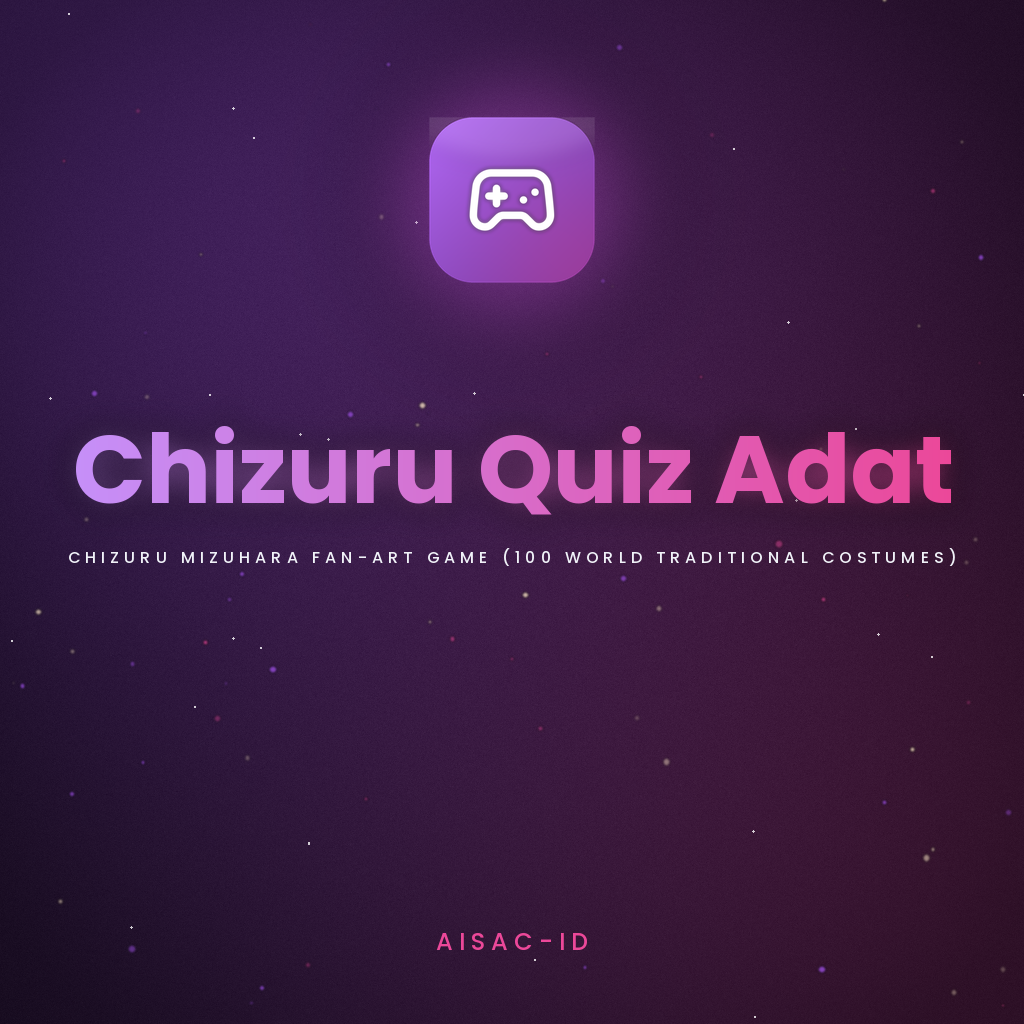 Chizuru Quiz Adat
CHIZURU MIZUHARA FAN-ART GAME (100 WORLD TRADITIONAL COSTUMES)
AISAC-ID